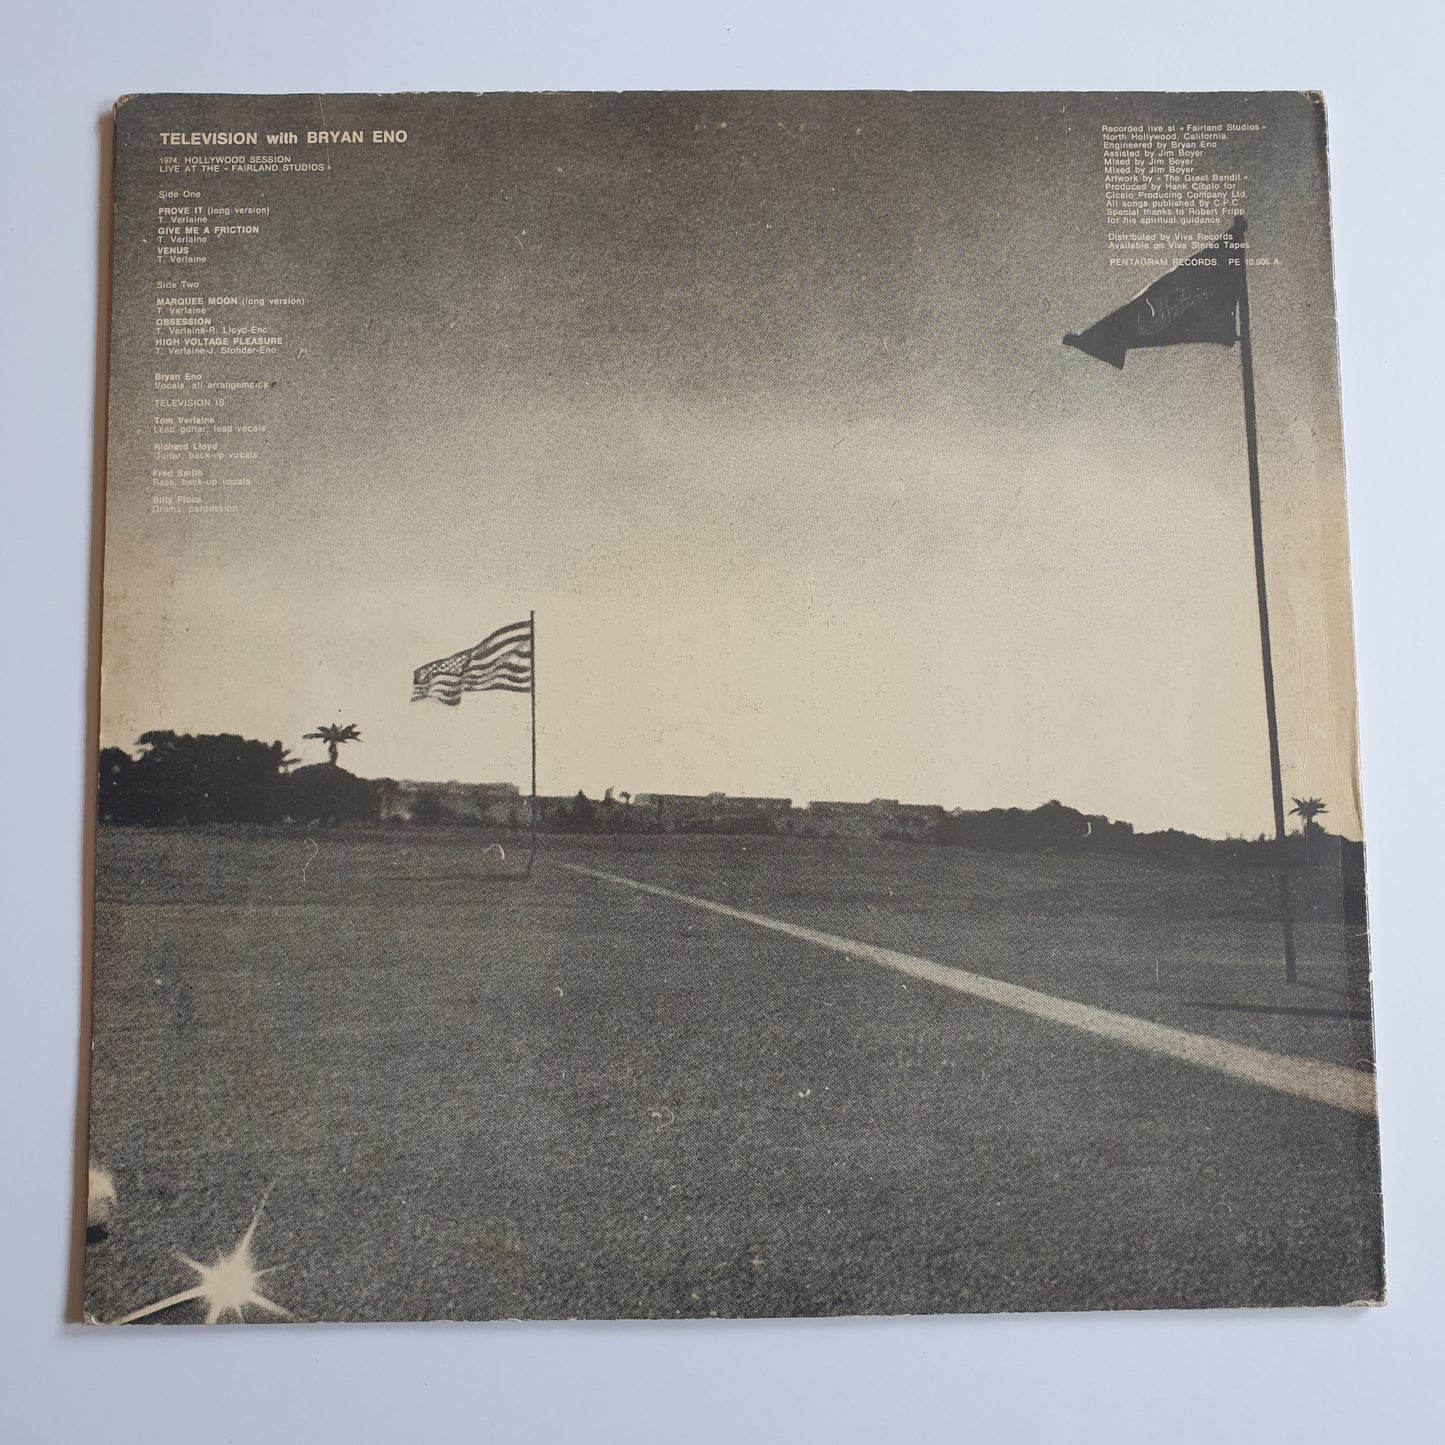 TELEVISION with BRYAN ENO
1974, HOLLYWOOD SESSION
LIVE AT THE « FAIRLAND STUDIOS »
Side One
PROVE IT (long version)
T. Verlaine
GIVE ME A FRICTION
T. Verlaine
VENUS
T. Verlaine
Side Two
MARQUEE MOON (long version)
T. Verlaine
OBSESSION
T. Verlaine-R. Lloyd-Eno
HIGH VOLTAGE PLEASURE
T. Verlaine-J. Slonder-Eno
Bryan Eno
Vocals, all arrangements
TELEVISION IS
Tom Verlaine
Lead guitar, lead vocals
Richard Lloyd
Guitar, back-up vocals
Fred Smith
Bass, back-up vocals
Billy Floca
Drums, percussion
Recorded live at « Fairland Studios »
North Hollywood, California.
Engineered by Bryan Eno
Assisted by Jim Boyer
Mixed by Jim Boyer
Mixed by Jim Boyer
Artwork by « The Great Bandit »
Produced by Hank Cicalo for
Cicalo Producing Company Ltd.
All songs published by C.P.C.
Special thanks to Robert Fripp
for his spiritual guidance
Distributed by Viva Records
Available on Viva Stereo Tapes
PENTAGRAM RECORDS. PE 10.005 A.